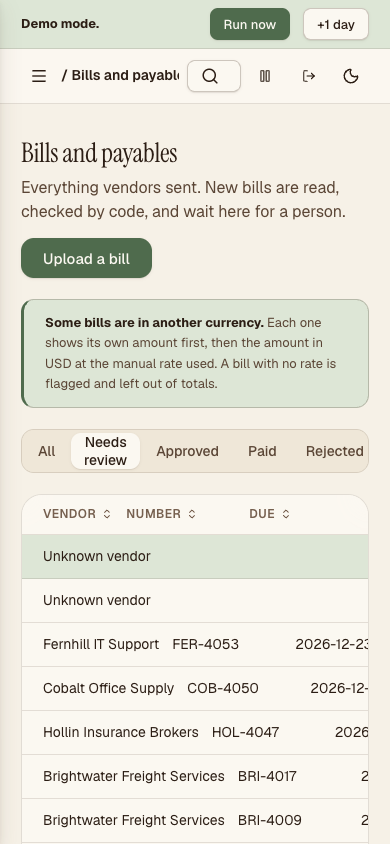 Demo mode.
Run now
+1 day
/ Bills and payable
Bills and payables
Everything vendors sent. New bills are read,
checked by code, and wait here for a person.
Upload a bill
Some bills are in another currency. Each one
shows its own amount first, then the amount in
USD at the manual rate used. A bill with no rate is
flagged and left out of totals.
All
Needs
review
Approved
Paid
Rejected
VENDOR NUMBER DUE
Unknown vendor
Unknown vendor
Fernhill IT Support FER-4053 2026-12-23
Cobalt Office Supply COB-4050 2026-12-
Hollin Insurance Brokers HOL-4047 2026
Brightwater Freight Services BRI-4017 2
Brightwater Freight Services BRI-4009 2